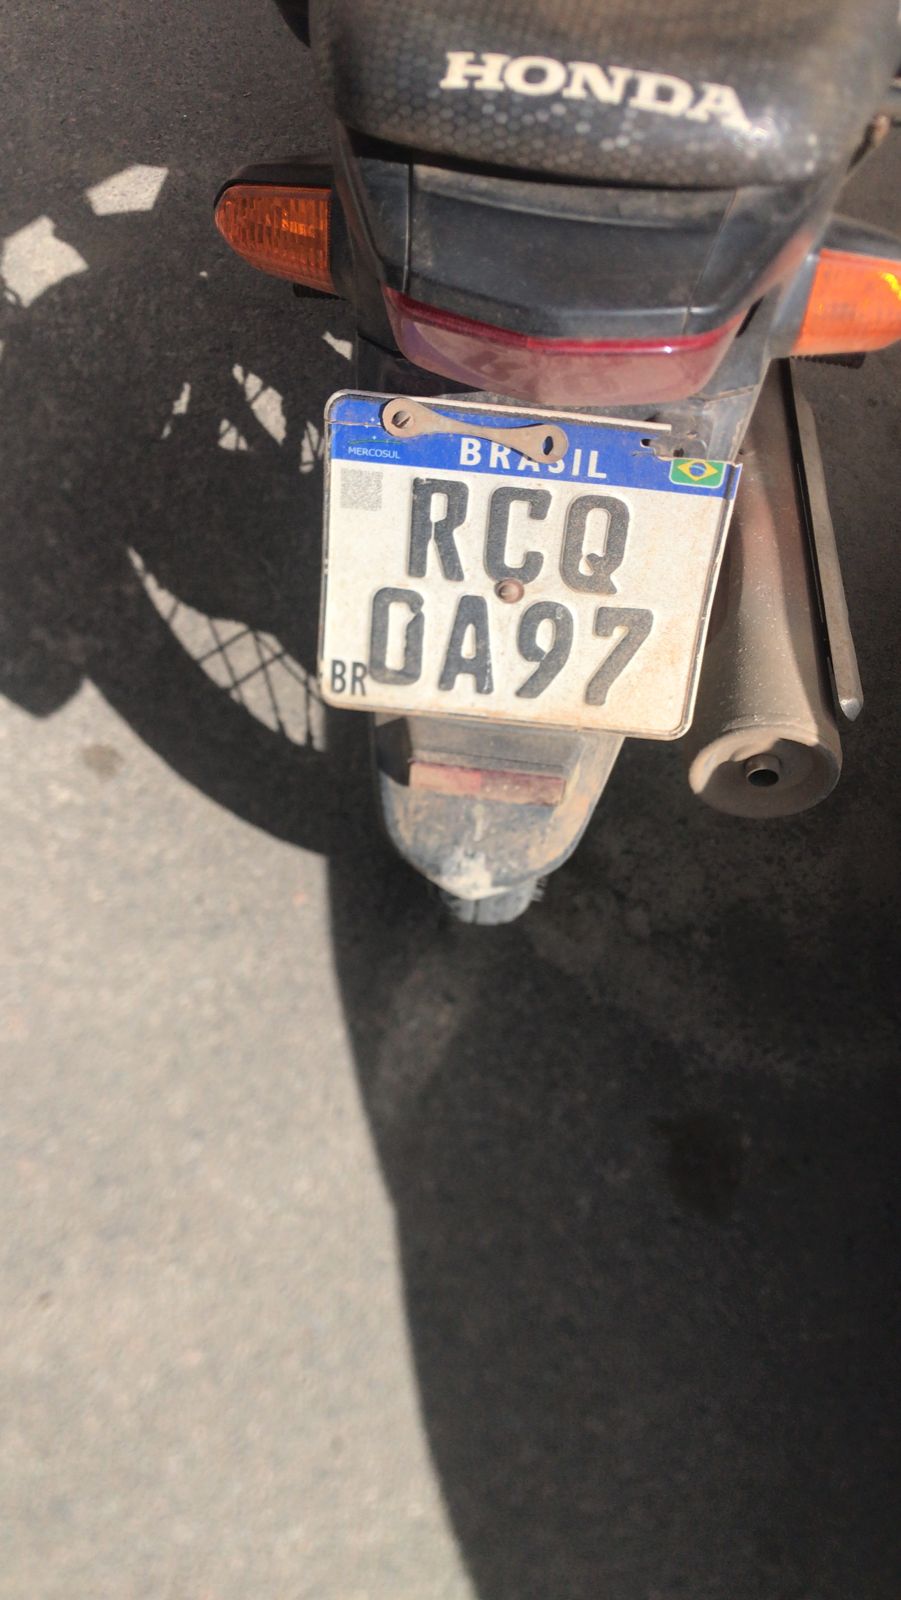 HONDA
MERCOSUL
BRASIL
RCQ
0A97
BR